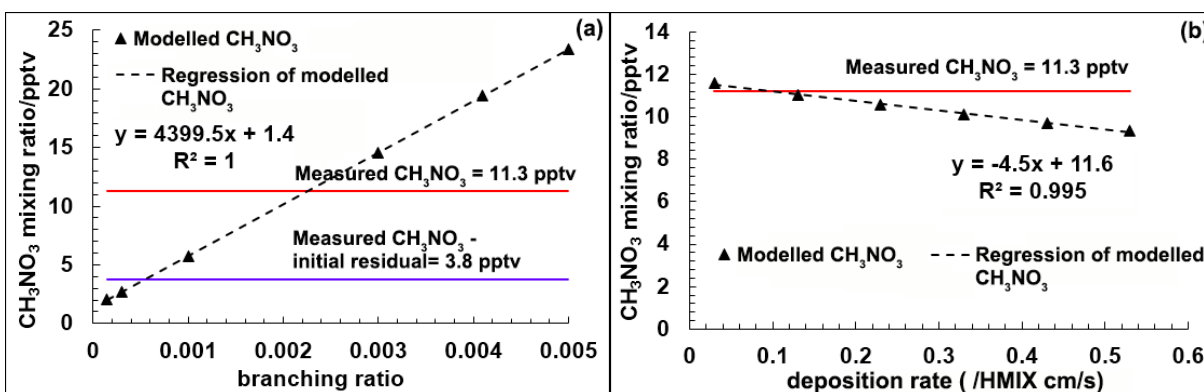 (a)
CH₃NO₃ mixing ratio/pptv
25
20
15
10
5
0
▲ Modelled CH₃NO₃
--- Regression of modelled
CH₃NO₃
y = 4399.5x + 1.4
R² = 1
Measured CH₃NO₃ = 11.3 pptv
Measured CH₃NO₃ -
initial residual= 3.8 pptv
0 0.001 0.002 0.003 0.004 0.005
branching ratio
(b)
CH₃NO₃ mixing ratio/pptv
14
12
10
8
6
4
2
0
Measured CH₃NO₃ = 11.3 pptv
y = -4.5x + 11.6
R² = 0.995
▲ Modelled CH₃NO₃ --- Regression of modelled
CH₃NO₃
0 0.1 0.2 0.3 0.4 0.5 0.6
deposition rate ( /HMIX cm/s)